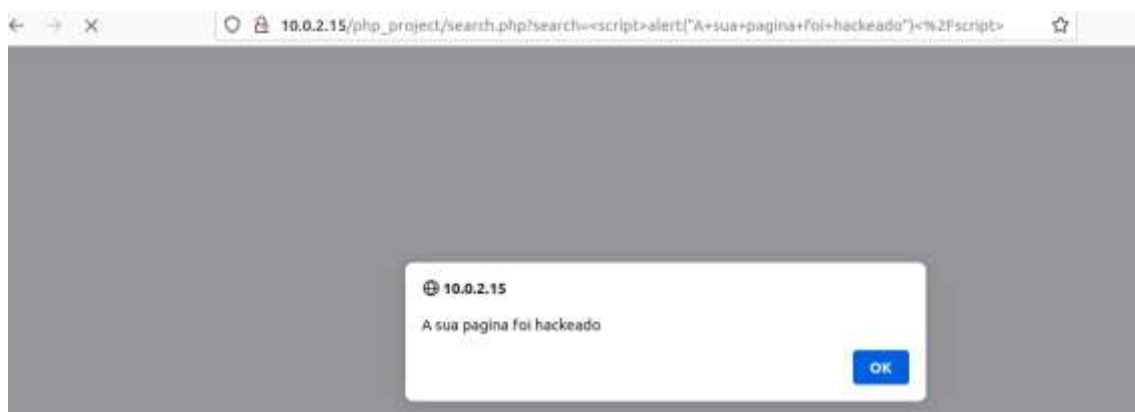 10.0.2.15/php_project/search.php?search=<script>alert("A+sua+pagina+foi+hackeado")<%2Fscript>
10.0.2.15
A sua pagina foi hackeado
OK